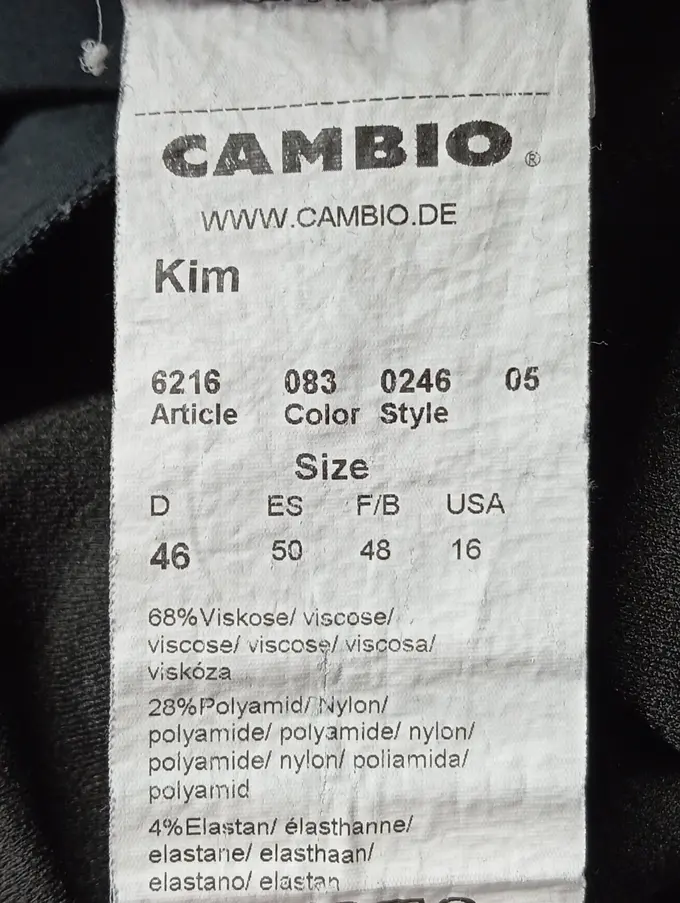 CAMBIO®
WWW.CAMBIO.DE
Kim
6216 083 0246 05
Article Color Style
Size
D ES F/B USA
46 50 48 16
68%Viskose/ viscose/
viscose/ viscose/ viscosa/
viskóza
28%Polyamid/ Nylon/
polyamide/ polyamide/ nylon/
polyamide/ nylon/ poliamida/
polyamid
4%Elastan/ élasthanne/
elastane/ elasthaan/
elastano/ elastan